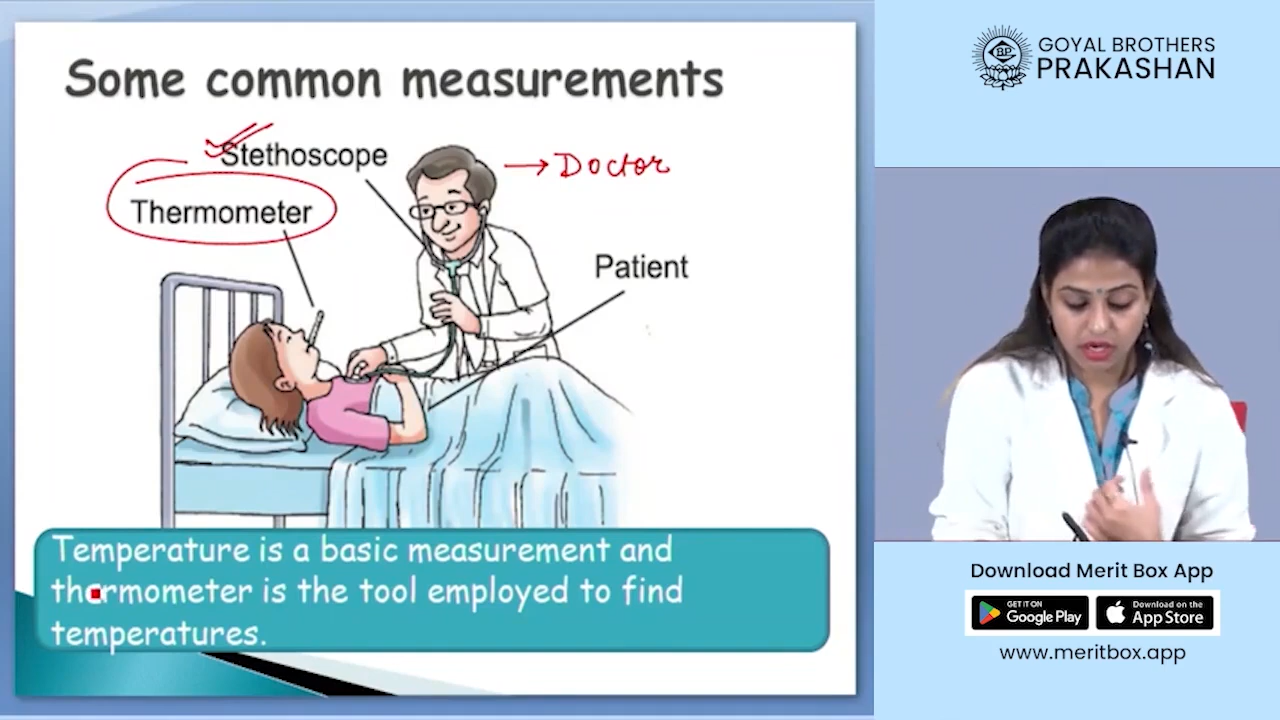 Some common measurements
Stethoscope
→ Doctor
Thermometer
Patient
Temperature is a basic measurement and
thermometer is the tool employed to find
temperatures.
BP
GOYAL BROTHERS
PRAKASHAN
Download Merit Box App
GET IT ON
Google Play
Download on the
App Store
www.meritbox.app